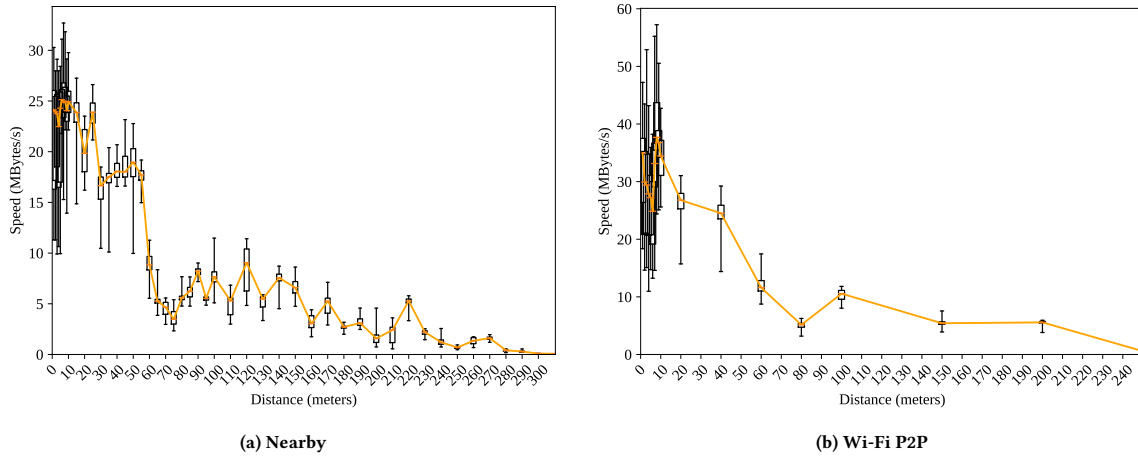 Speed (MBytes/s)
30
25
20
15
10
5
0
0 10 20 30 40 50 60 70 80 90 100 110 120 130 140 150 160 170 180 190 200 210 220 230 240 250 260 270 280 290 300
Distance (meters)
(a) Nearby
Speed (MBytes/s)
60
50
40
30
20
10
0
0 10 20 30 40 50 60 70 80 90 100 110 120 130 140 150 160 170 180 190 200 210 220 230 240
Distance (meters)
(b) Wi-Fi P2P